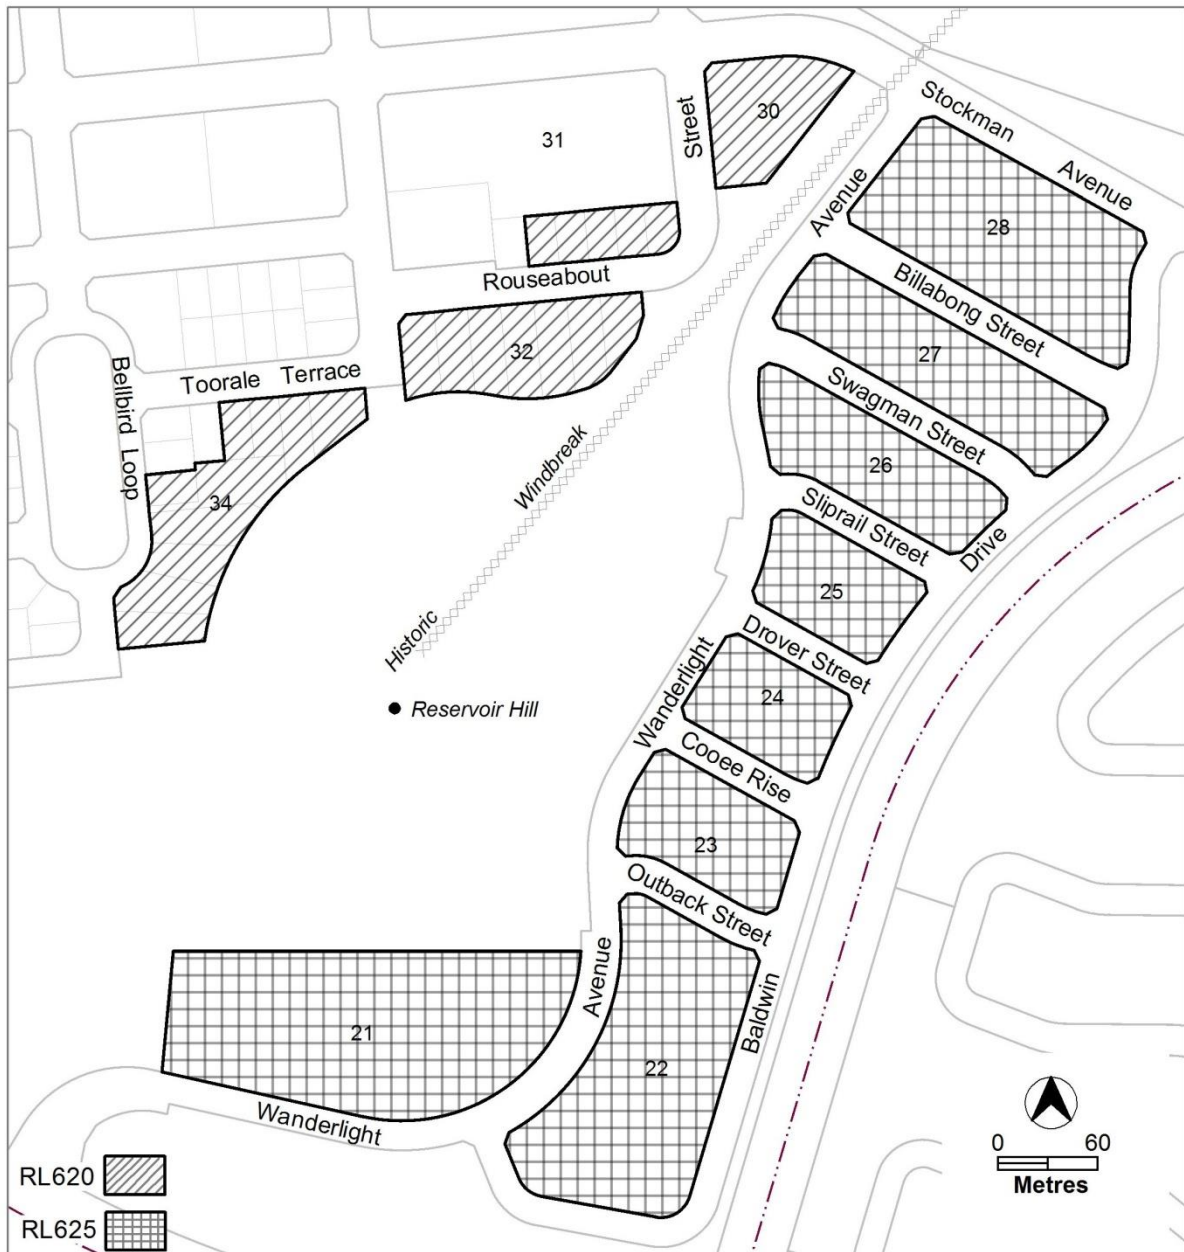 Stockman
Avenue
30
Street
31
Avenue
28
Rouseabout
Billabong Street
27
32
Toorale Terrace
Bellbird Loop
Swagman Street
26
Windbreak
34
Sliprail Street
Drive
25
Historic
Drover Street
Reservoir Hill
Wanderlight
24
Cooee Rise
23
Outback Street
Avenue
Baldwin
21
22
Wanderlight
0 60
Metres
RL620
RL625